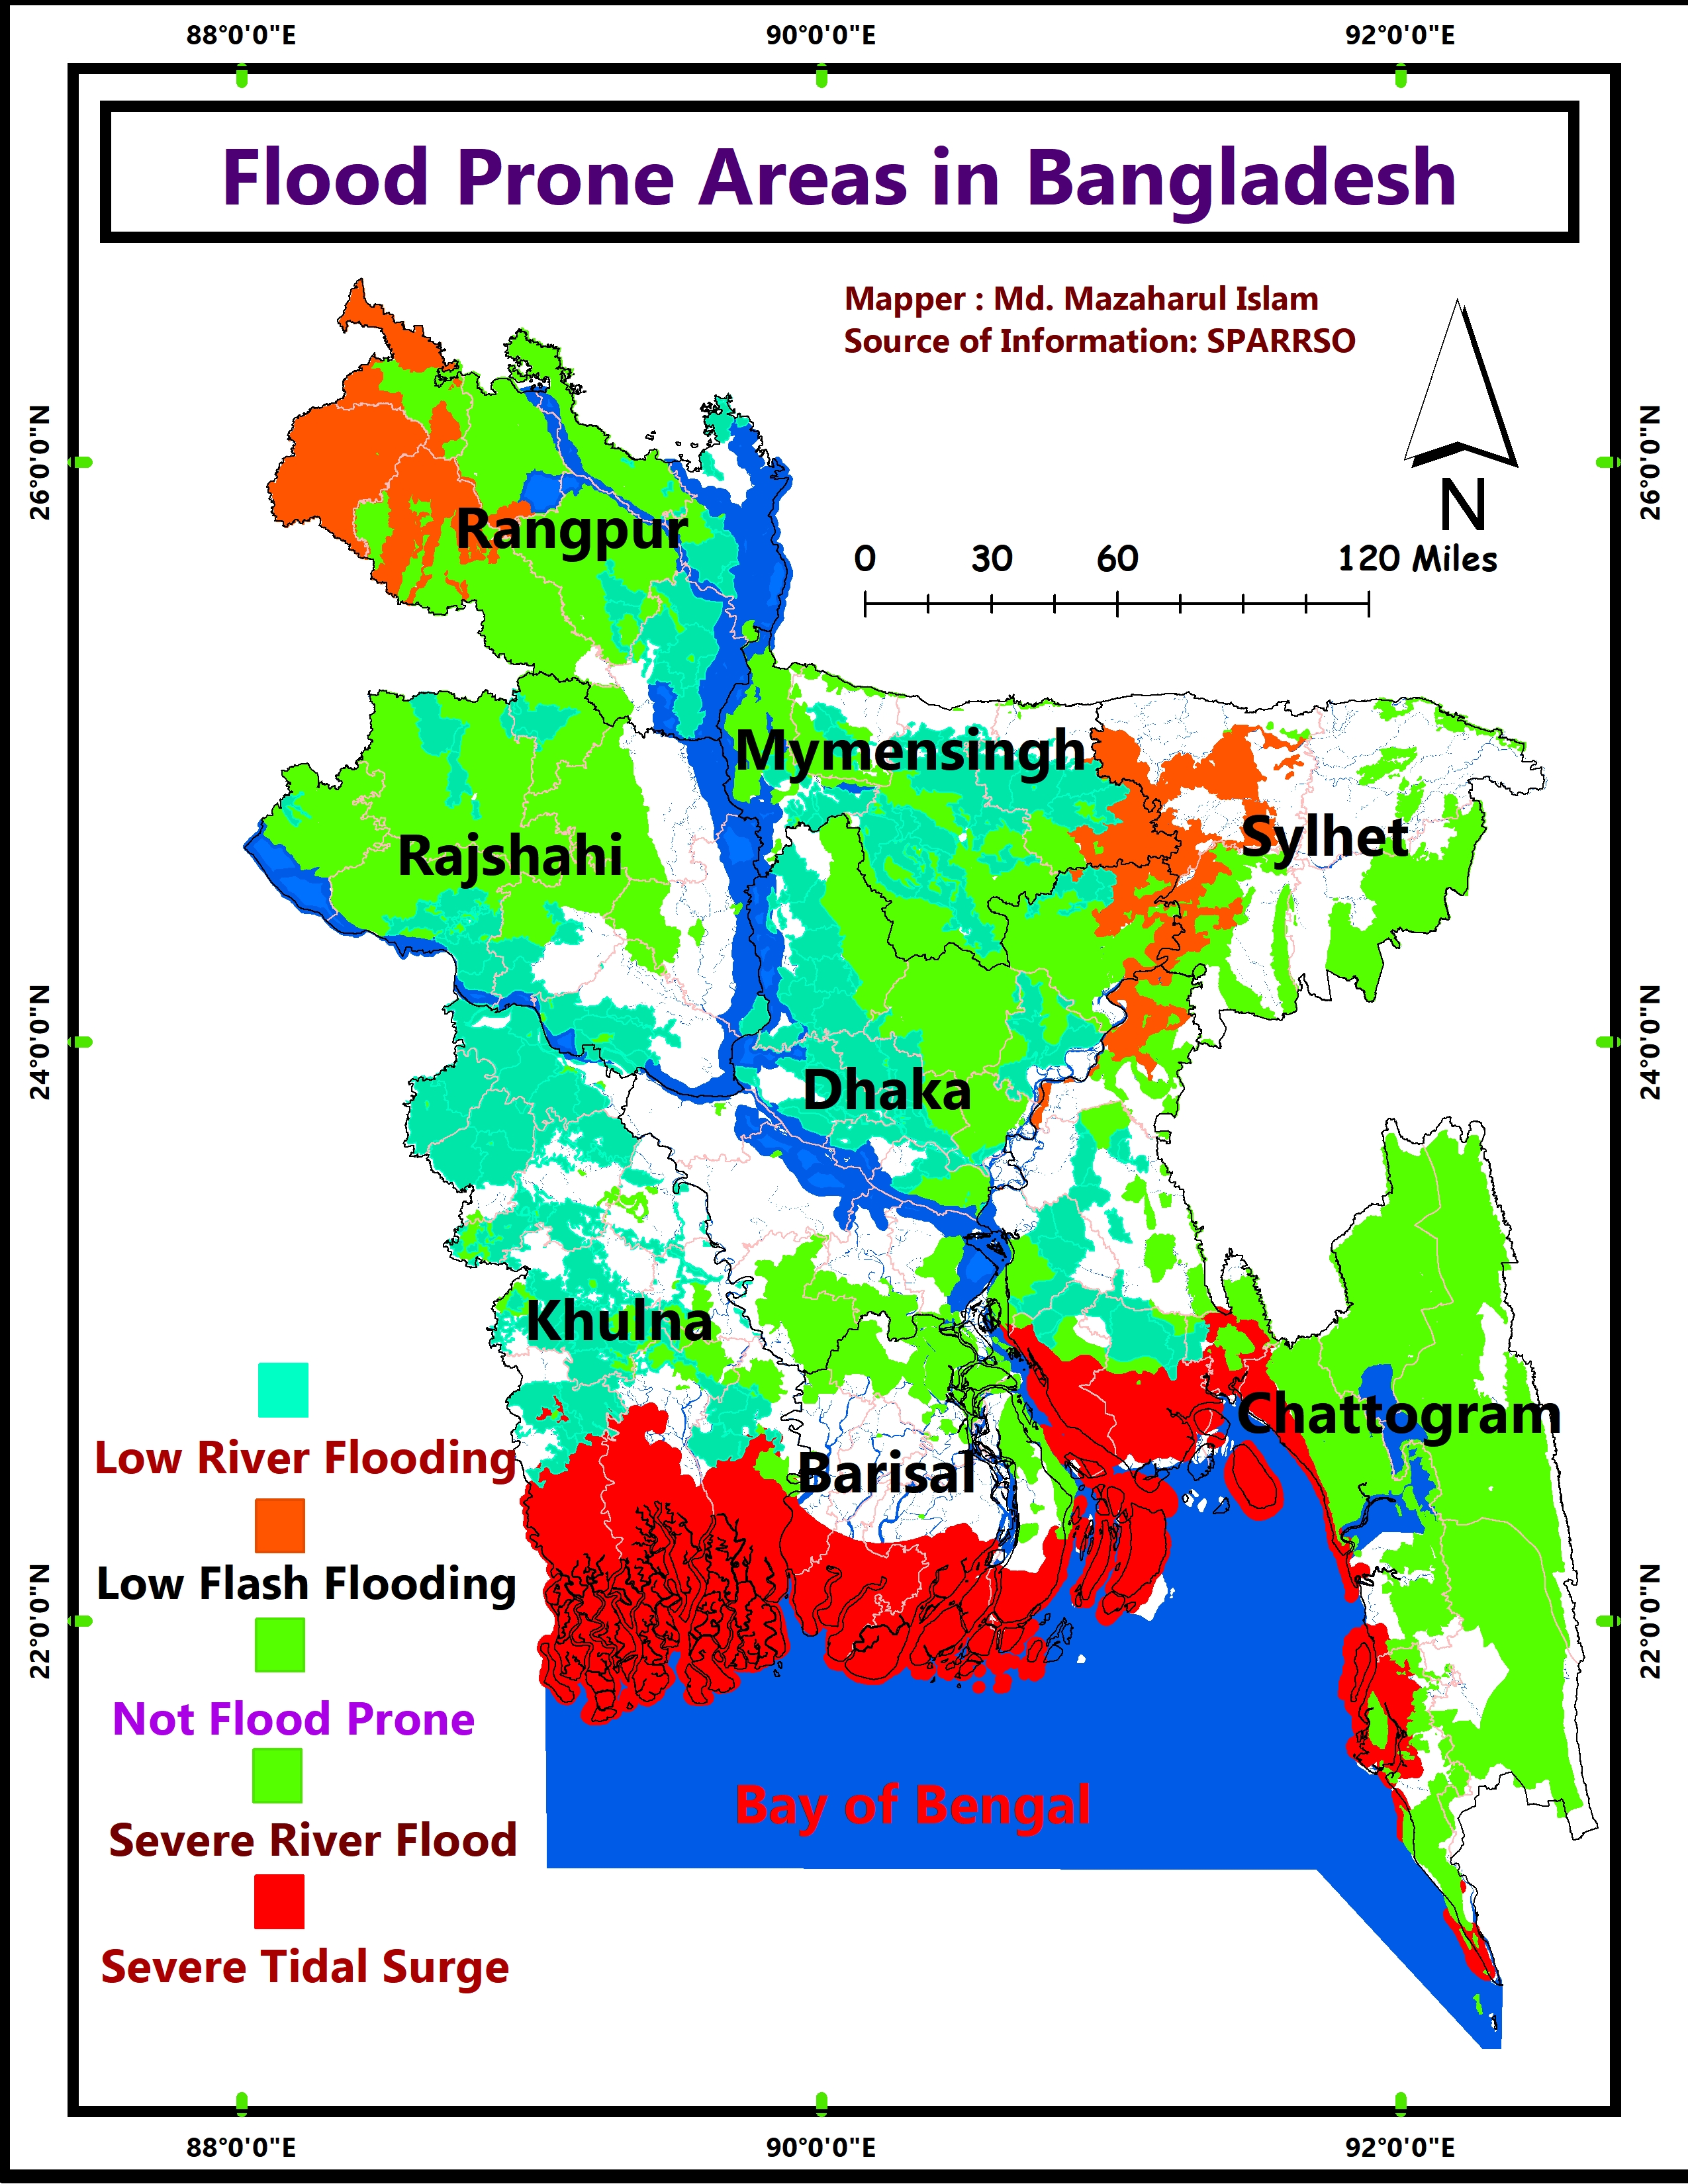 88°0'0"E 90°0'0"E 92°0'0"E
Flood Prone Areas in Bangladesh
Mapper : Md. Mazaharul Islam
Source of Information: SPARRSO
26°0'0"N 26°0'0"N
N
Rangpur
0 30 60 120 Miles
Mymensingh
Sylhet
Rajshahi
24°0'0"N 24°0'0"N
Dhaka
Khulna
Chattogram
Low River Flooding
Barisal
Low Flash Flooding
22°0'0"N 22°0'0"N
Not Flood Prone
Bay of Bengal
Severe River Flood
Severe Tidal Surge
88°0'0"E 90°0'0"E 92°0'0"E